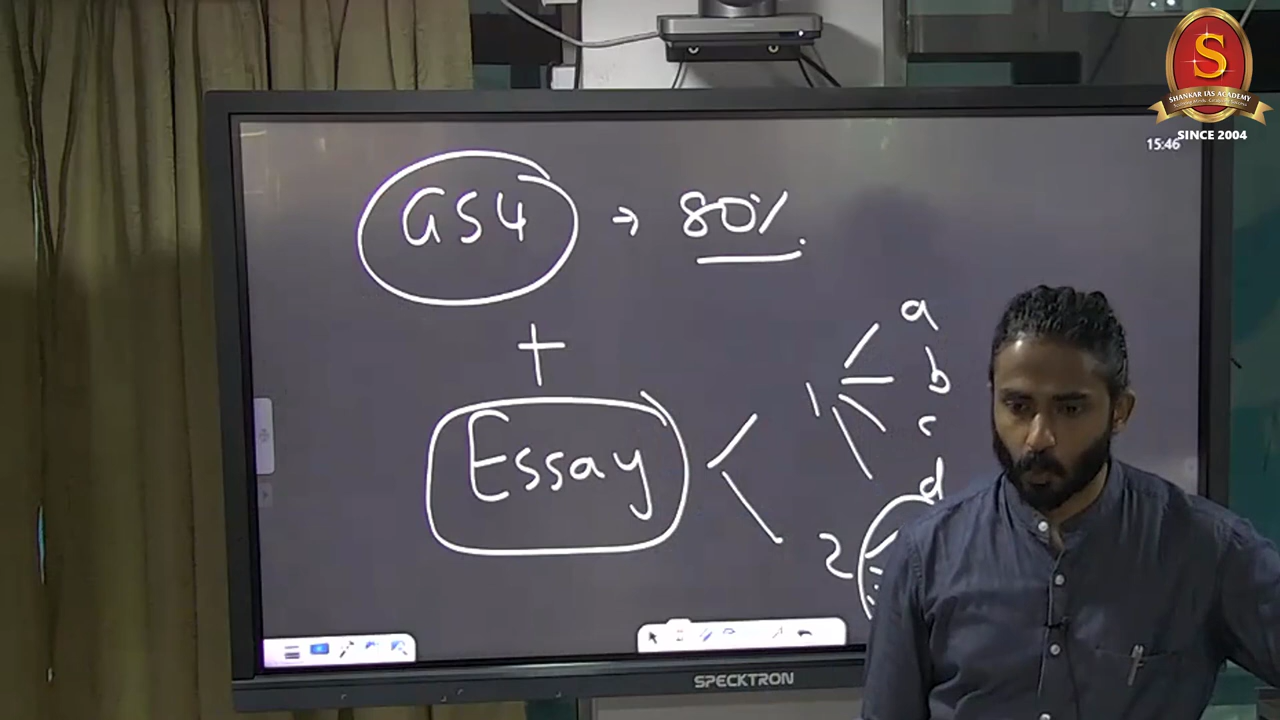 S
SHANKAR IAS ACADEMY
SINCE 2004
15:46
GS4 → 80%.
+
Essay
1 a
b
c
d
2
SPECKTRON